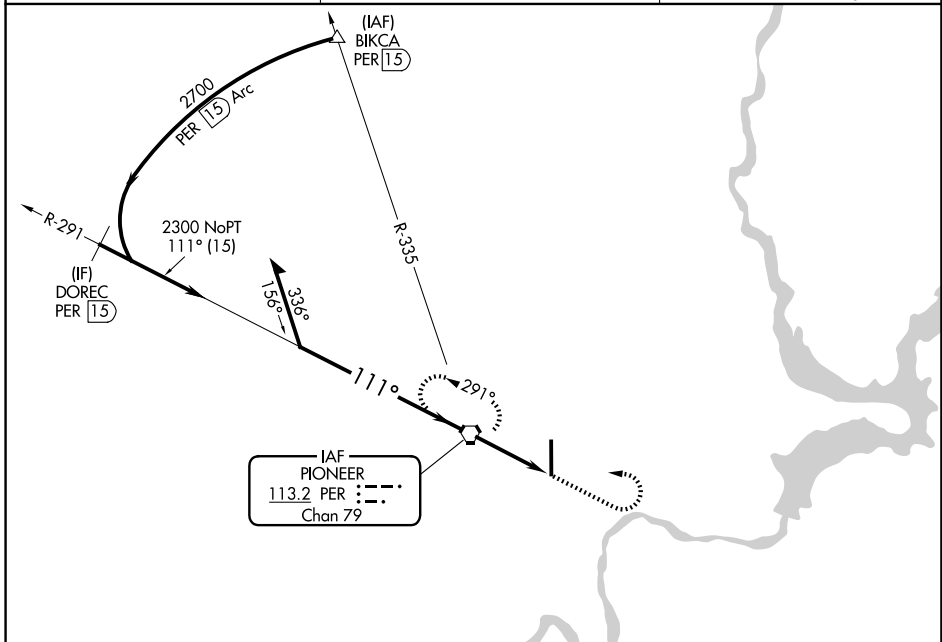 (IAF)
BIKCA
PER 15
2700
PER 15 Arc
R-291
2300 NoPT
111° (15)
(IF)
DOREC
PER 15
R-335
336°
156°
111°
291°
IAF
PIONEER
113.2 PER
Chan 79